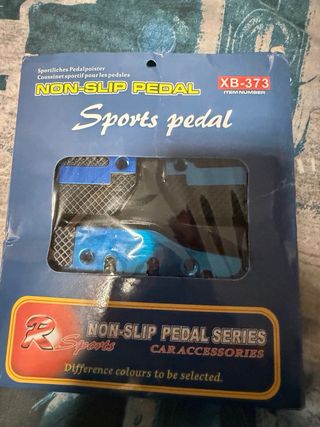 Sportliches Pedalpolster
Coussinet sportif pour les pedales
NON-SLIP PEDAL
XB-373
ITEM NUMBER
Sports pedal
R Sports
NON-SLIP PEDAL SERIES
CAR ACCESSORIES
Difference colours to be selected.